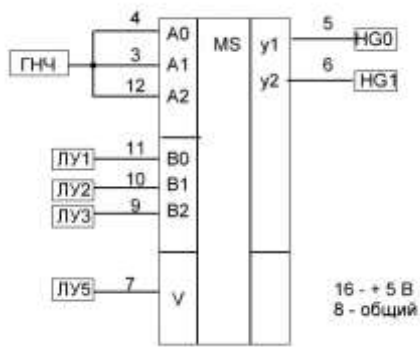 4 A0 MS y1 5 HG0
ГНЧ 3 A1 y2 6 HG1
12 A2
ЛУ1 11 B0
ЛУ2 10 B1
ЛУ3 9 B2
ЛУ5 7 V
16 - + 5 В
8 - общий